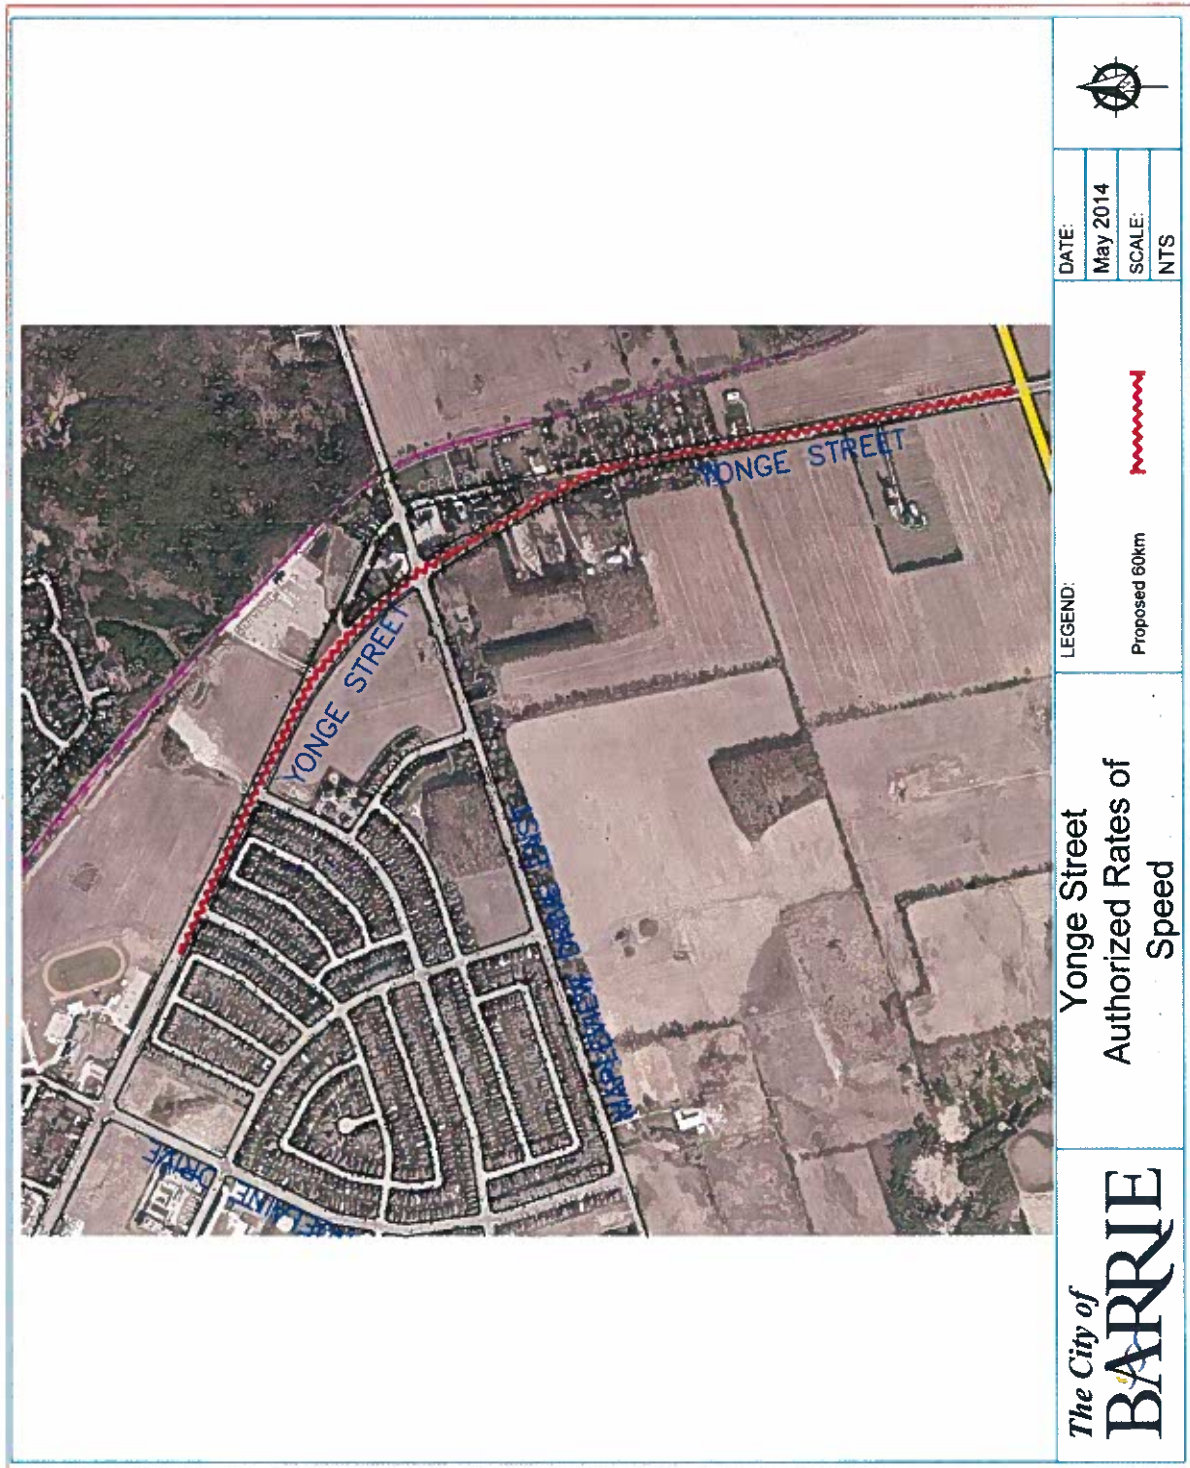 YONGE STREET
YONGE STREET
MAPLEVIEW DRIVE EAST
DRIVE
The City of
BARRIE
Yonge Street
Authorized Rates of
Speed
LEGEND:
Proposed 60km
DATE:
May 2014
SCALE:
NTS